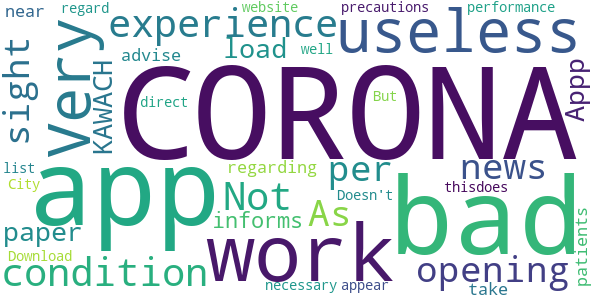 near
regard
website
precautions
performance
experience
useless
sight
Very
advise
load
well
KAWACH
CORONA
direct
But
Appp
list
City
app
regarding
per
news
thisdoes
Doesn't
Not
As
bad
informs
paper
work
opening
patients
Download
condition
necessary
appear
take